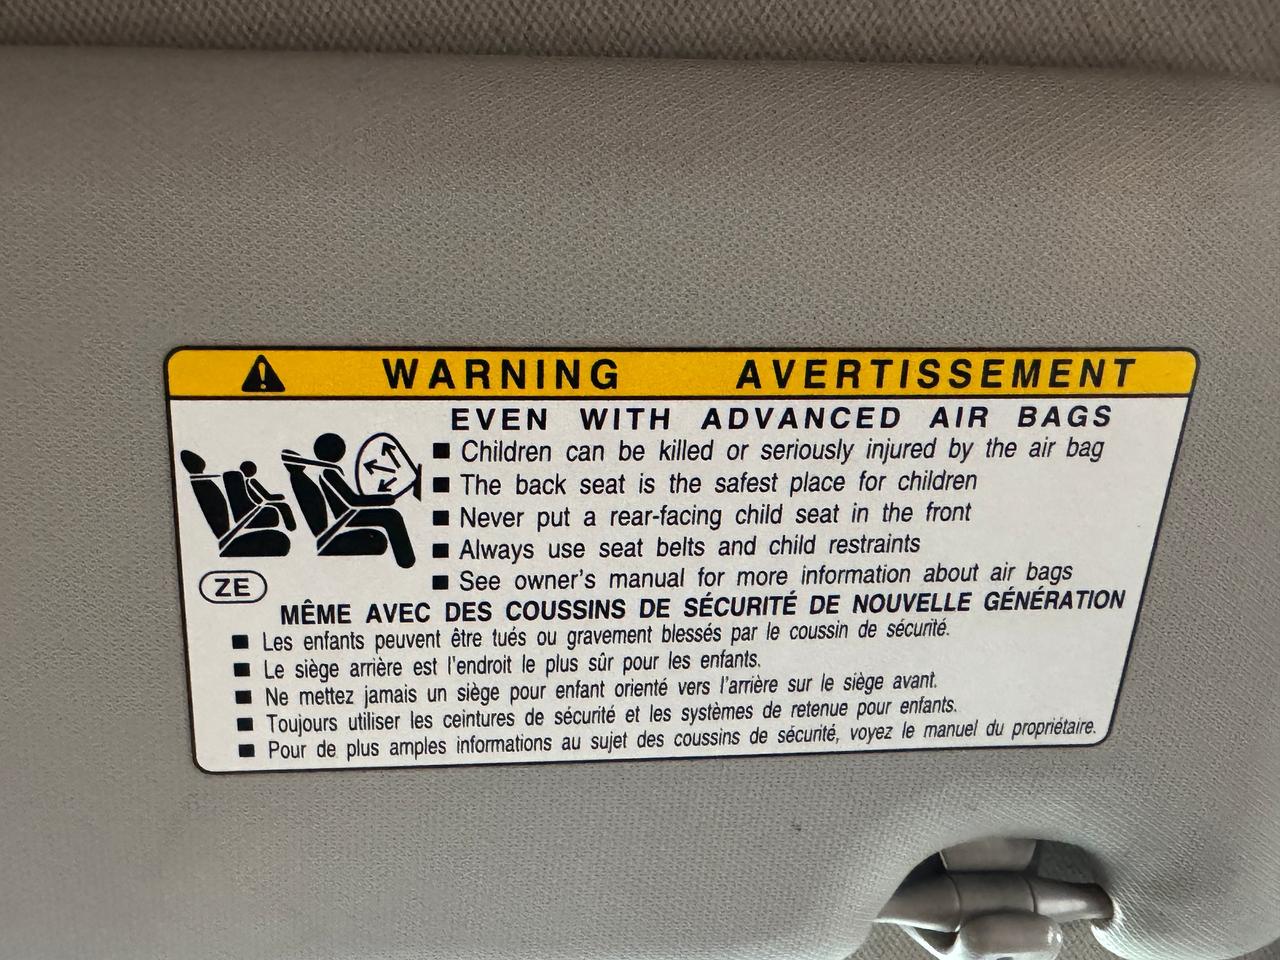 WARNING AVERTISSEMENT
EVEN WITH ADVANCED AIR BAGS
■ Children can be killed or seriously injured by the air bag
■ The back seat is the safest place for children
■ Never put a rear-facing child seat in the front
■ Always use seat belts and child restraints
■ See owner's manual for more information about air bags
ZE
MÊME AVEC DES COUSSINS DE SÉCURITÉ DE NOUVELLE GÉNÉRATION
■ Les enfants peuvent être tués ou gravement blessés par le coussin de sécurité.
■ Le siège arrière est l'endroit le plus sûr pour les enfants.
■ Ne mettez jamais un siège pour enfant orienté vers l'arrière sur le siège avant.
■ Toujours utiliser les ceintures de sécurité et les systèmes de retenue pour enfants.
■ Pour de plus amples informations au sujet des coussins de sécurité, voyez le manuel du propriétaire.